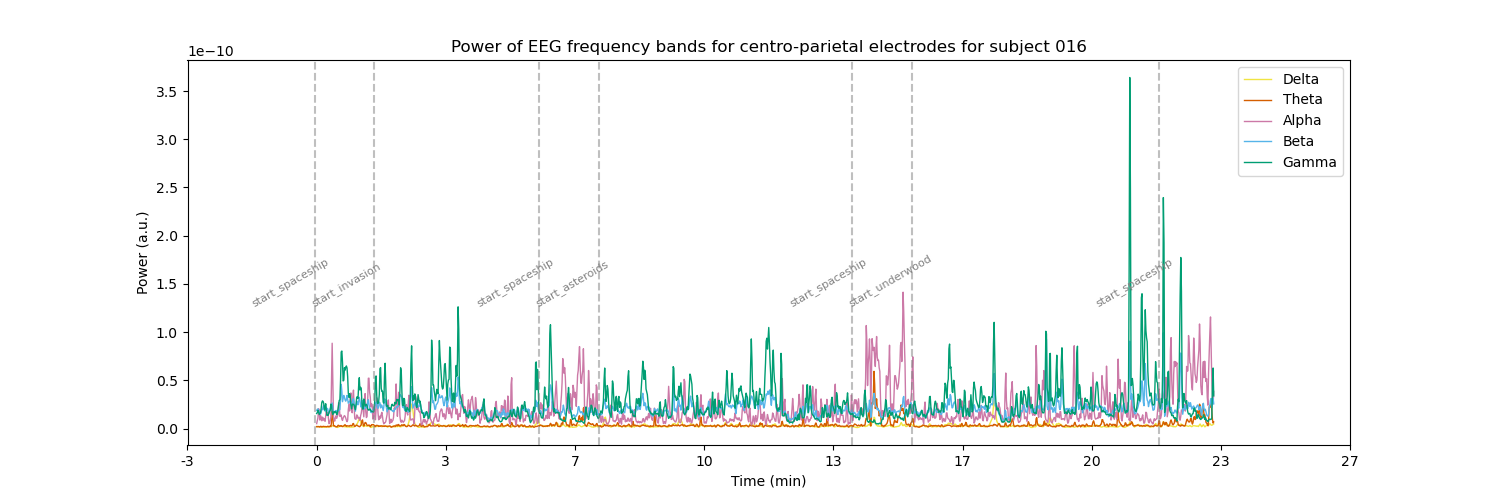 Power of EEG frequency bands for centro-parietal electrodes for subject 016
1e−10
3.5
3.0
2.5
2.0
1.5
1.0
0.5
0.0
Power (a.u.)
start_spaceship
start_invasion
start_spaceship
start_asteroids
start_spaceship
start_underwood
start_spaceship
Delta
Theta
Alpha
Beta
Gamma
-3 0 3 7 10 13 17 20 23 27
Time (min)